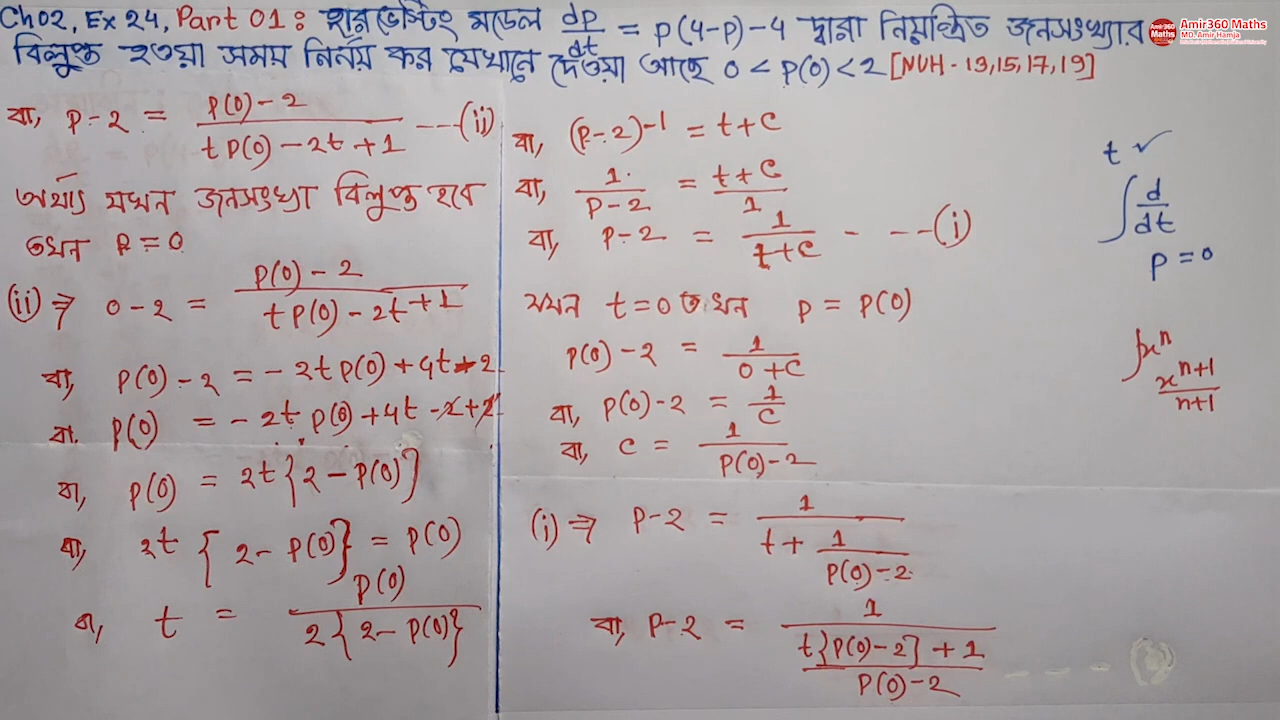 Ch02, Ex 24, Part 01: হারভেস্টিং মডেল dp/dt = p(4-p)-4 দ্বারা নিয়ন্ত্রিত জনসংখ্যার
বিলুপ্ত হওয়া সময় নির্নয় কর যেখানে দেওয়া আছে 0 < p(0) < 2 [NUH - 13,15,17,19]
Amir360 Maths
MD. Amir Hamja
বা, p-2 = (p(0)-2)/(tp(0)-2t+1) ---(ii)
অর্থাৎ যখন জনসংখ্যা বিলুপ্ত হবে
তখন P=0
(ii) ⇒ 0-2 = (p(0)-2)/(tp(0)-2t+1)
বা, p(0)-2 = -2tp(0)+4t-2
বা, p(0) = -2t p(0)+4t-2+2
বা, p(0) = 2t{2-p(0)}
বা, 2t{2-p(0)} = p(0)
বা, t = p(0)/(2{2-p(0)})
বা, (p-2)-1 = t+c
বা, 1/(p-2) = (t+c)/1
বা, p-2 = 1/(t+c) - ---(i)
যখন t=0 তখন p = p(0)
p(0)-2 = 1/(0+c)
বা, p(0)-2 = 1/c
বা, c = 1/(p(0)-2)
(i) ⇒ p-2 = 1/(t+1/(p(0)-2))
বা, p-2 = 1/((t{p(0)-2}+1)/(p(0)-2))
t ✓
∫ d/dt
p=0
∫xⁿ
xⁿ⁺¹/(n+1)